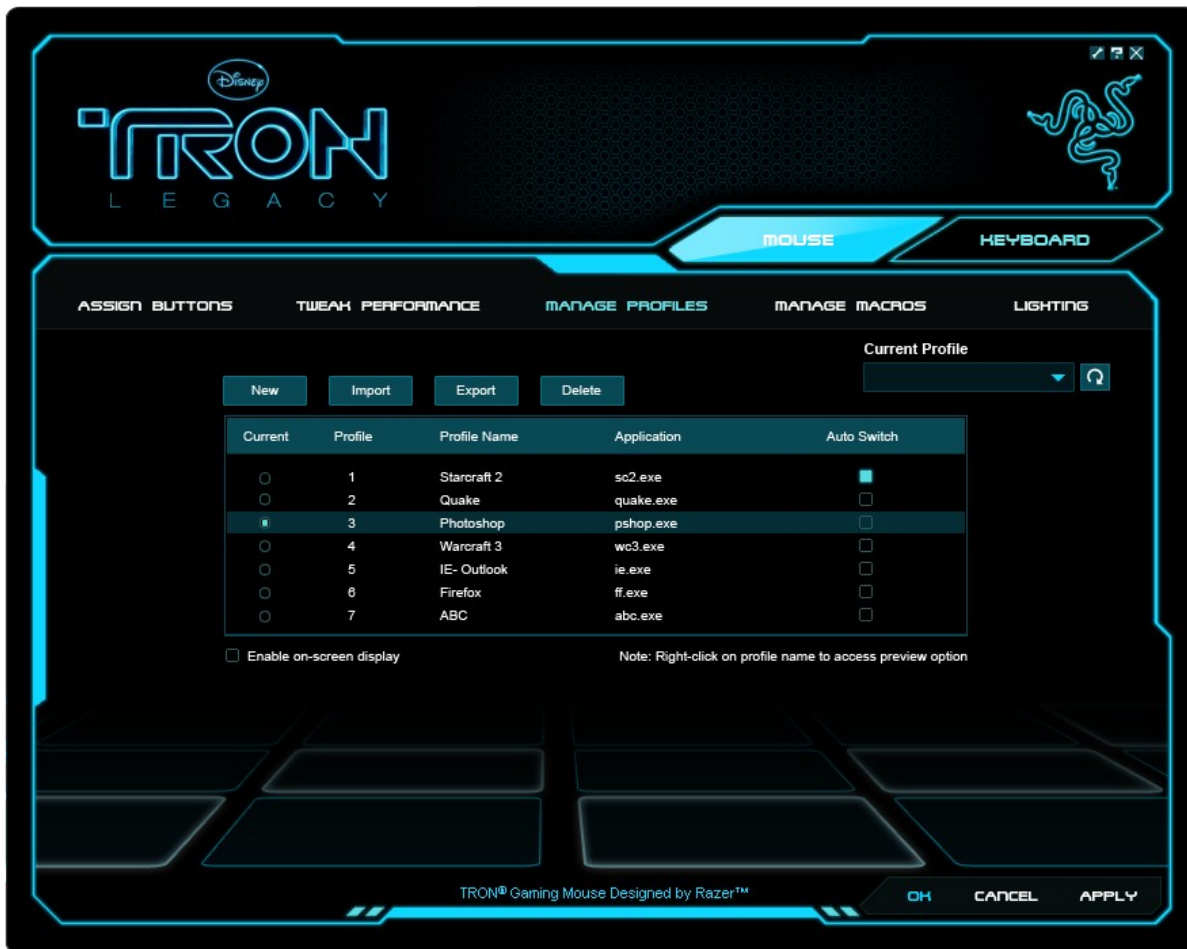 Disney
TRON
LEGACY
MOUSE KEYBOARD
ASSIGN BUTTONS TWEAK PERFORMANCE MANAGE PROFILES MANAGE MACROS LIGHTING
Current Profile
New Import Export Delete
Current Profile Profile Name Application Auto Switch
1 Starcraft 2 sc2.exe
2 Quake quake.exe
3 Photoshop pshop.exe
4 Warcraft 3 wc3.exe
5 IE- Outlook ie.exe
6 Firefox ff.exe
7 ABC abc.exe
Enable on-screen display Note: Right-click on profile name to access preview option
TRON® Gaming Mouse Designed by Razer™
OK CANCEL APPLY